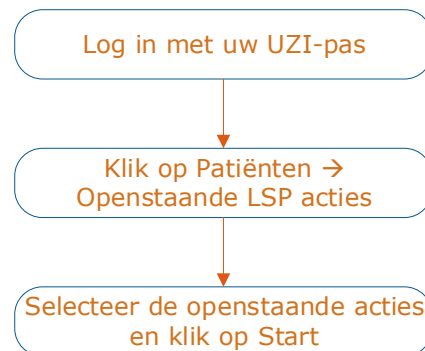 Log in met uw UZI-pas
Klik op Patiënten →
Openstaande LSP acties
Selecteer de openstaande acties
en klik op Start